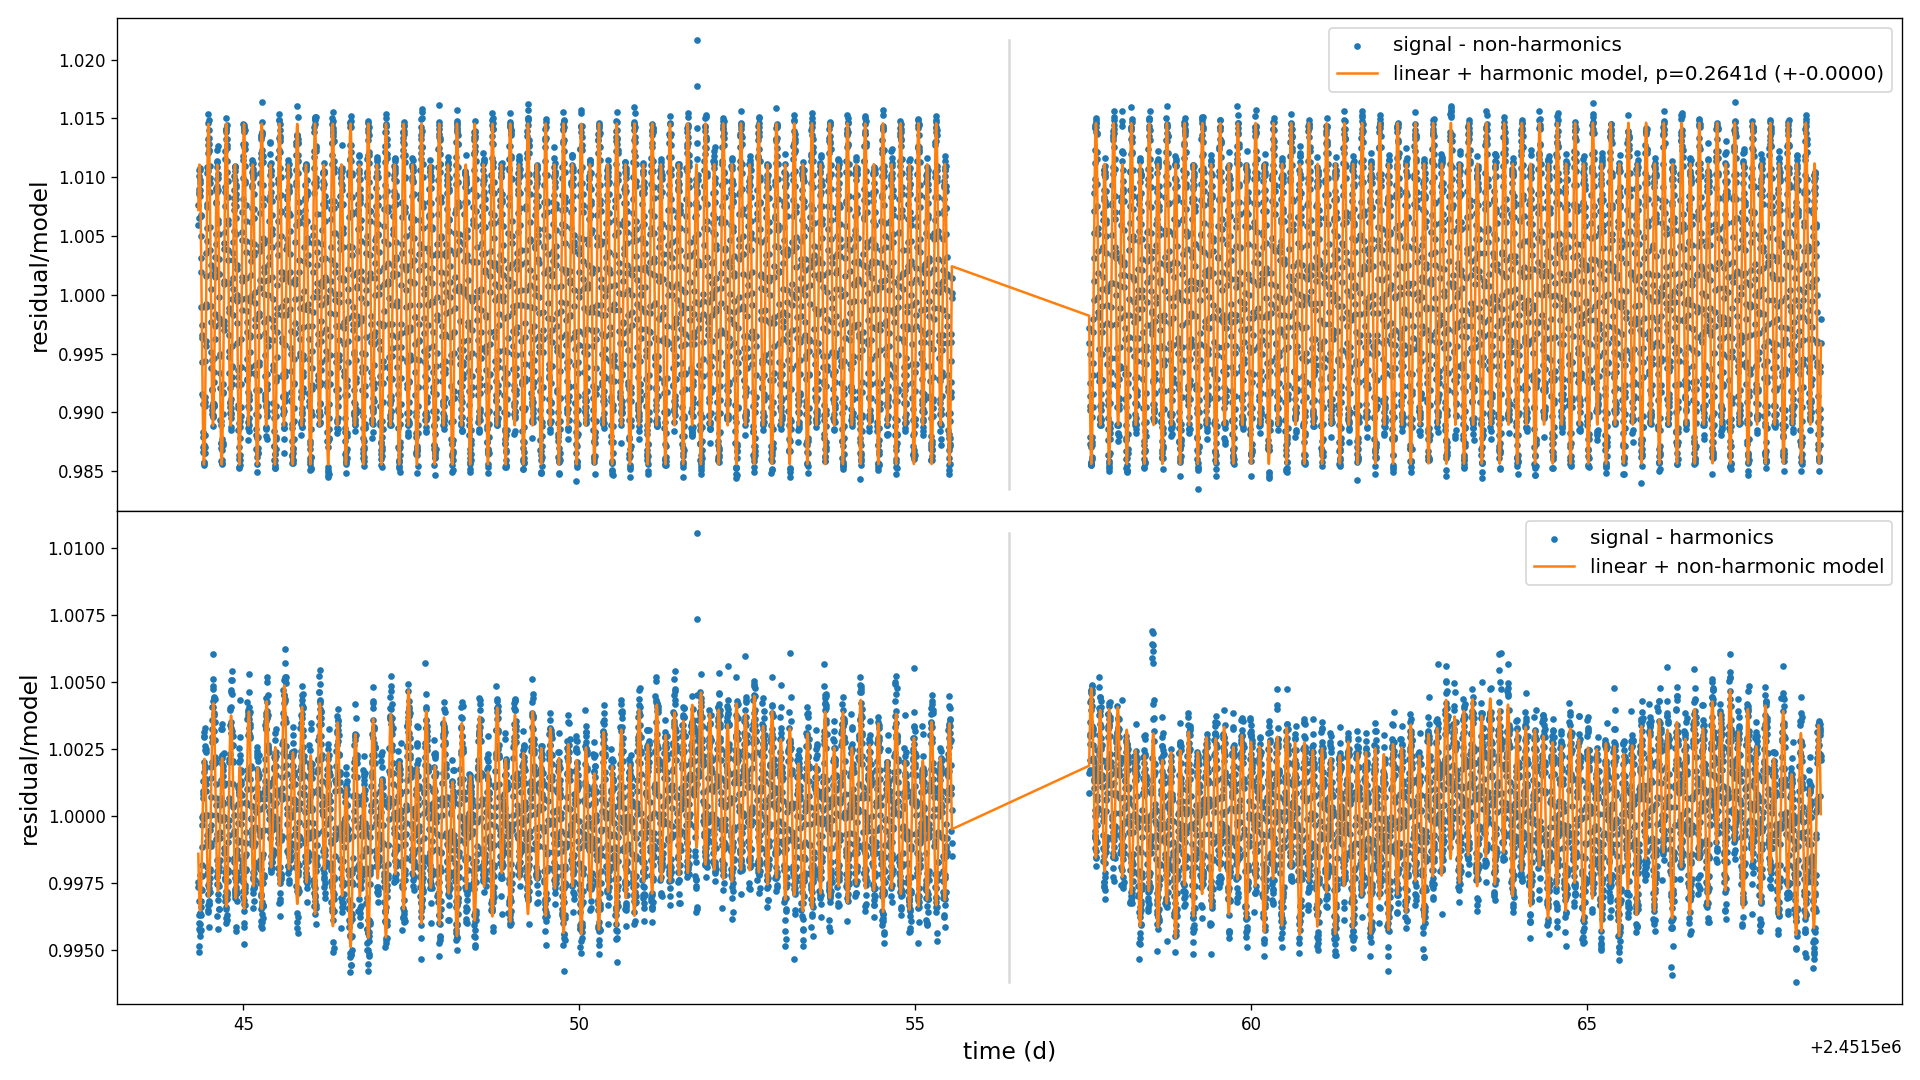 signal - non-harmonics
linear + harmonic model, p=0.2641d (+-0.0000)
1.020
1.015
1.010
1.005
1.000
0.995
0.990
0.985
residual/model
signal - harmonics
linear + non-harmonic model
1.0100
1.0075
1.0050
1.0025
1.0000
0.9975
0.9950
residual/model
45
50
55
60
65
time (d)
+2.4515e6